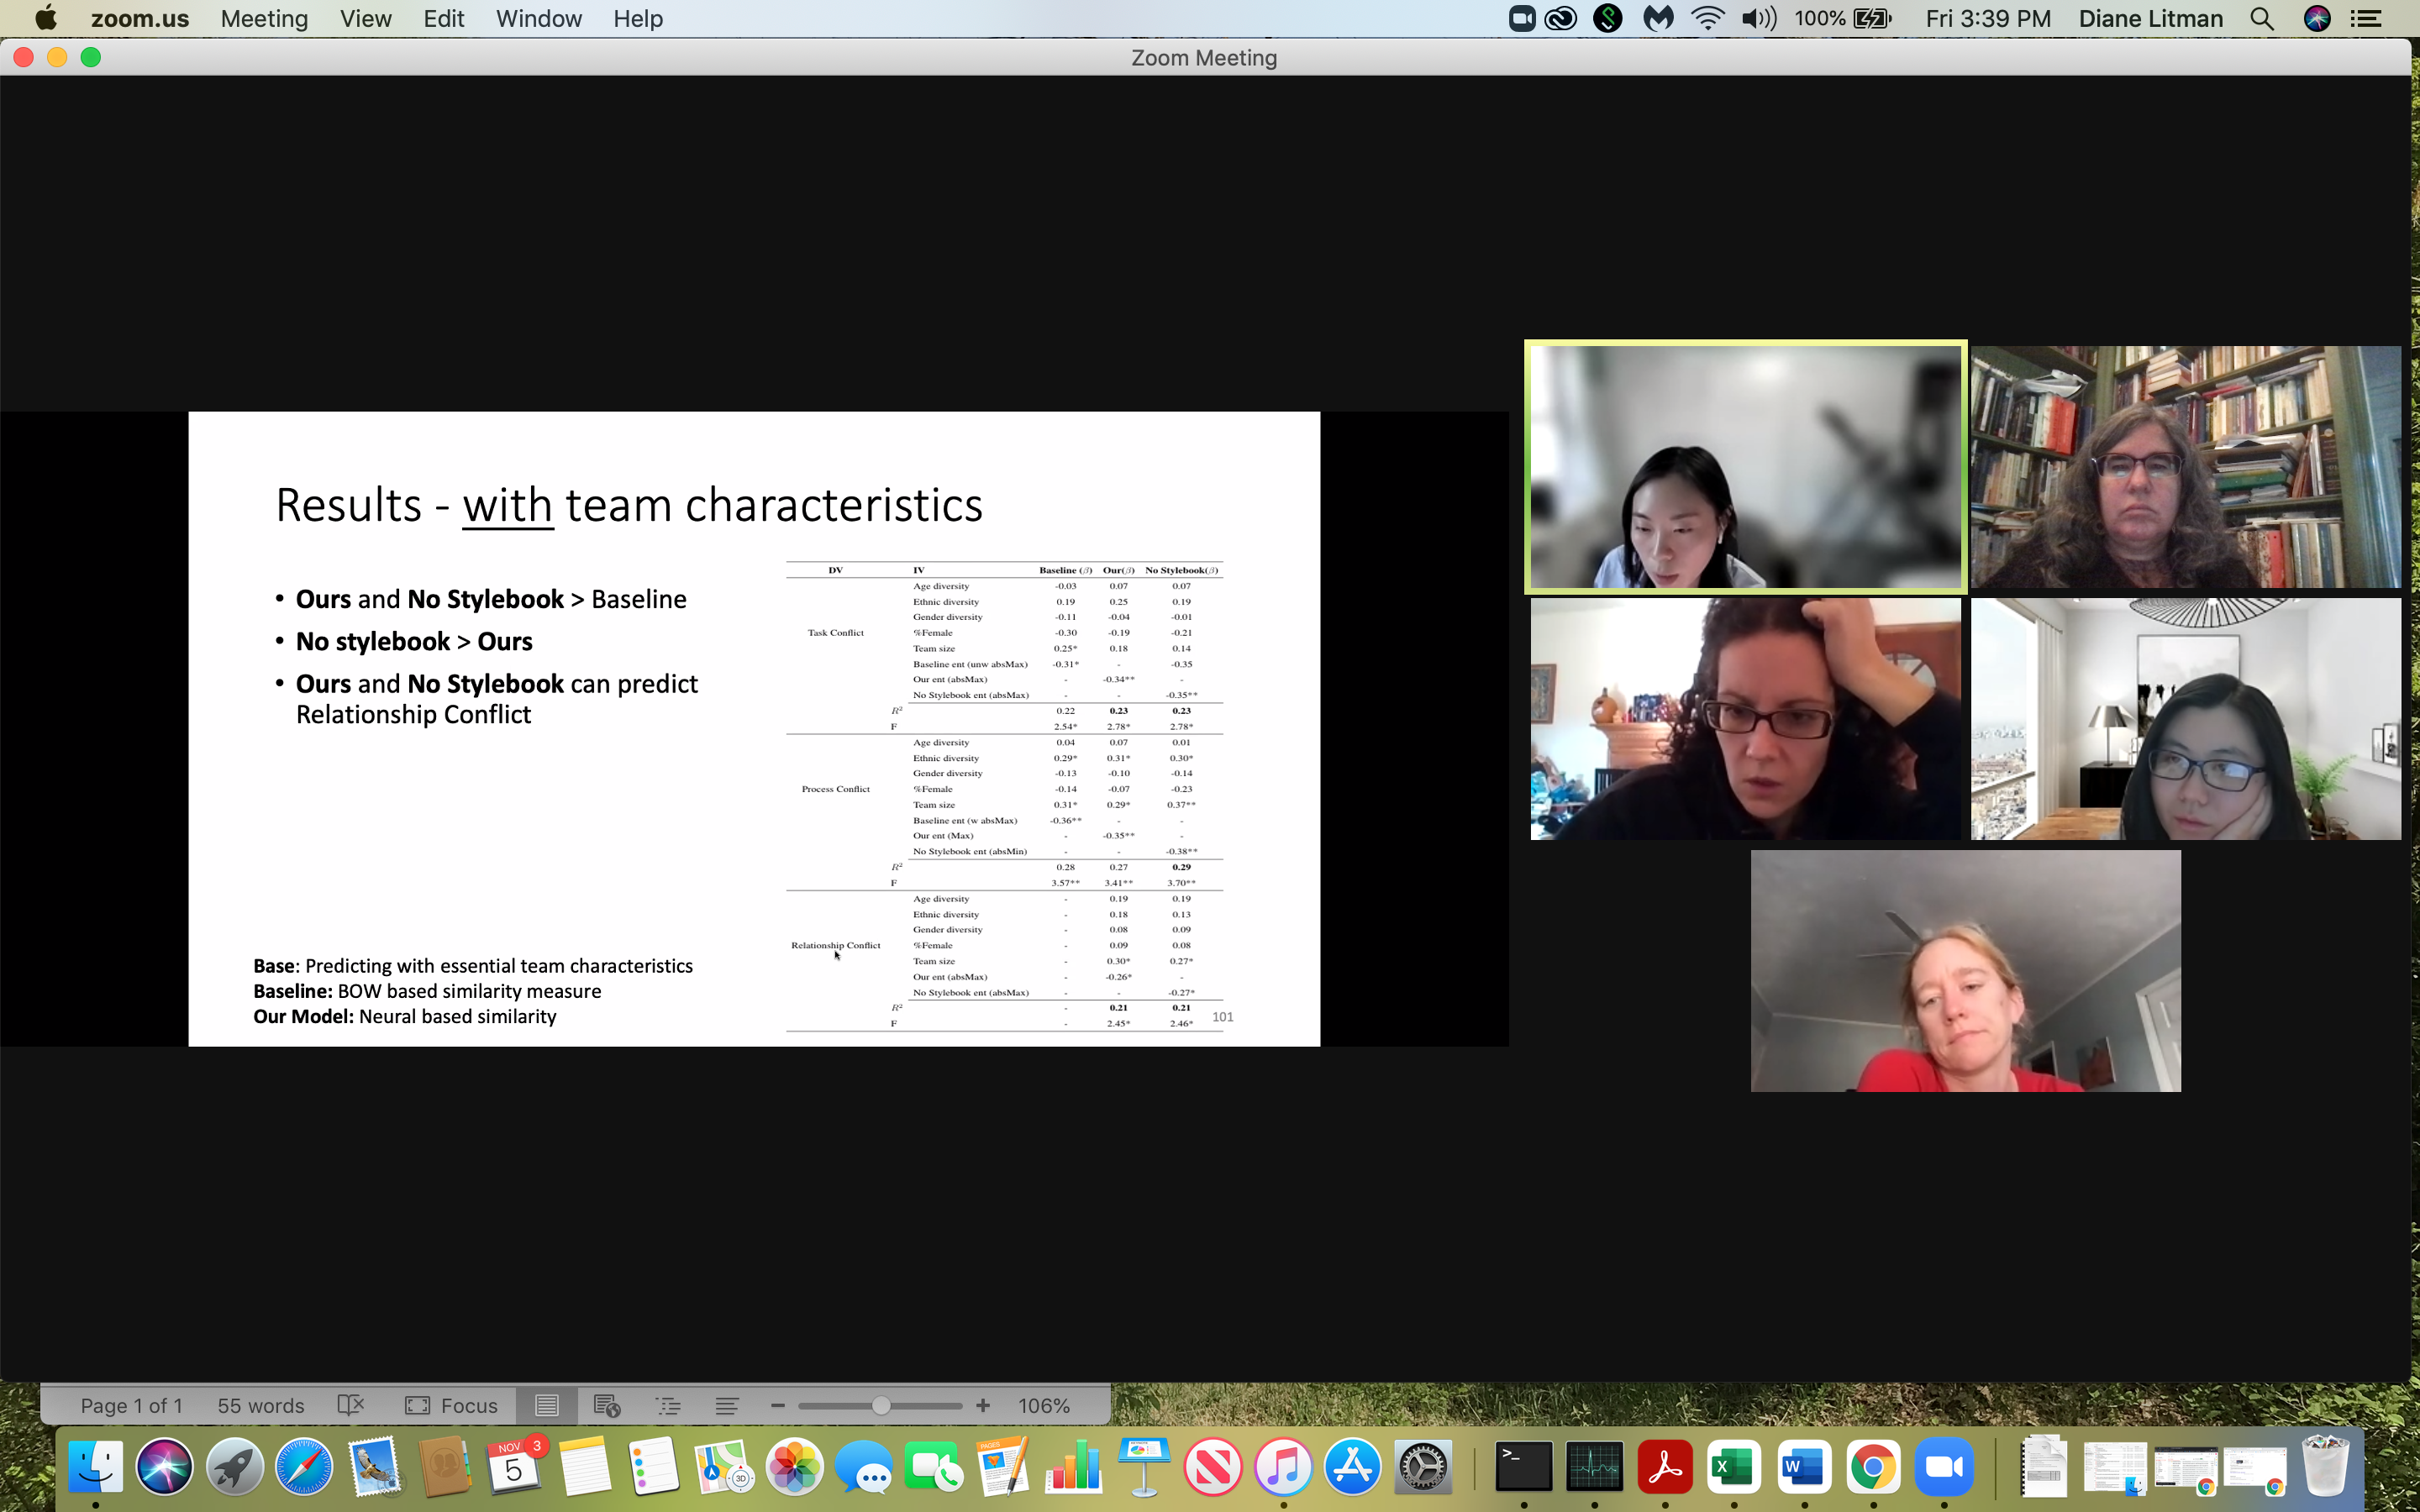 zoom.us Meeting View Edit Window Help 100% Fri 3:39 PM Diane Litman
Zoom Meeting
Results - with team characteristics
• Ours and No Stylebook > Baseline
• No stylebook > Ours
• Ours and No Stylebook can predict
Relationship Conflict
Base: Predicting with essential team characteristics
Baseline: BOW based similarity measure
Our Model: Neural based similarity
DV IV Baseline (β) Our(β) No Stylebook(β)
Age diversity -0.03 0.07 0.07
Ethnic diversity 0.19 0.25 0.19
Gender diversity -0.11 -0.04 -0.01
Task Conflict %Female -0.30 -0.19 -0.21
Team size 0.25* 0.18 0.14
Baseline ent (unw absMax) -0.31* - -0.35
Our ent (absMax) - -0.34** -
No Stylebook ent (absMax) - - -0.35**
R² 0.22 0.23 0.23
F 2.54* 2.78* 2.78*
Age diversity 0.04 0.07 0.01
Ethnic diversity 0.29* 0.31* 0.30*
Gender diversity -0.13 -0.10 -0.14
Process Conflict %Female -0.14 -0.07 -0.23
Team size 0.31* 0.29* 0.37**
Baseline ent (w absMax) -0.36** - -
Our ent (Max) - -0.35** -
No Stylebook ent (absMin) - - -0.38**
R² 0.28 0.27 0.29
F 3.57** 3.41** 3.70**
Age diversity - 0.19 0.19
Ethnic diversity - 0.18 0.13
Gender diversity - 0.08 0.09
Relationship Conflict %Female - 0.09 0.08
Team size - 0.30* 0.27*
Our ent (absMax) - -0.26* -
No Stylebook ent (absMax) - - -0.27*
R² - 0.21 0.21
F - 2.45* 2.46*
101
Page 1 of 1 55 words Focus 106%
NOV 3
5
3D
PAGES
>_
X
W